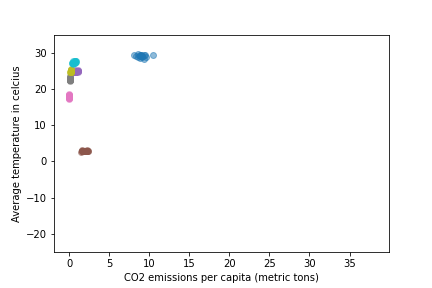 30
20
10
0
−10
−20
Average temperature in celcius
0 5 10 15 20 25 30 35
CO2 emissions per capita (metric tons)